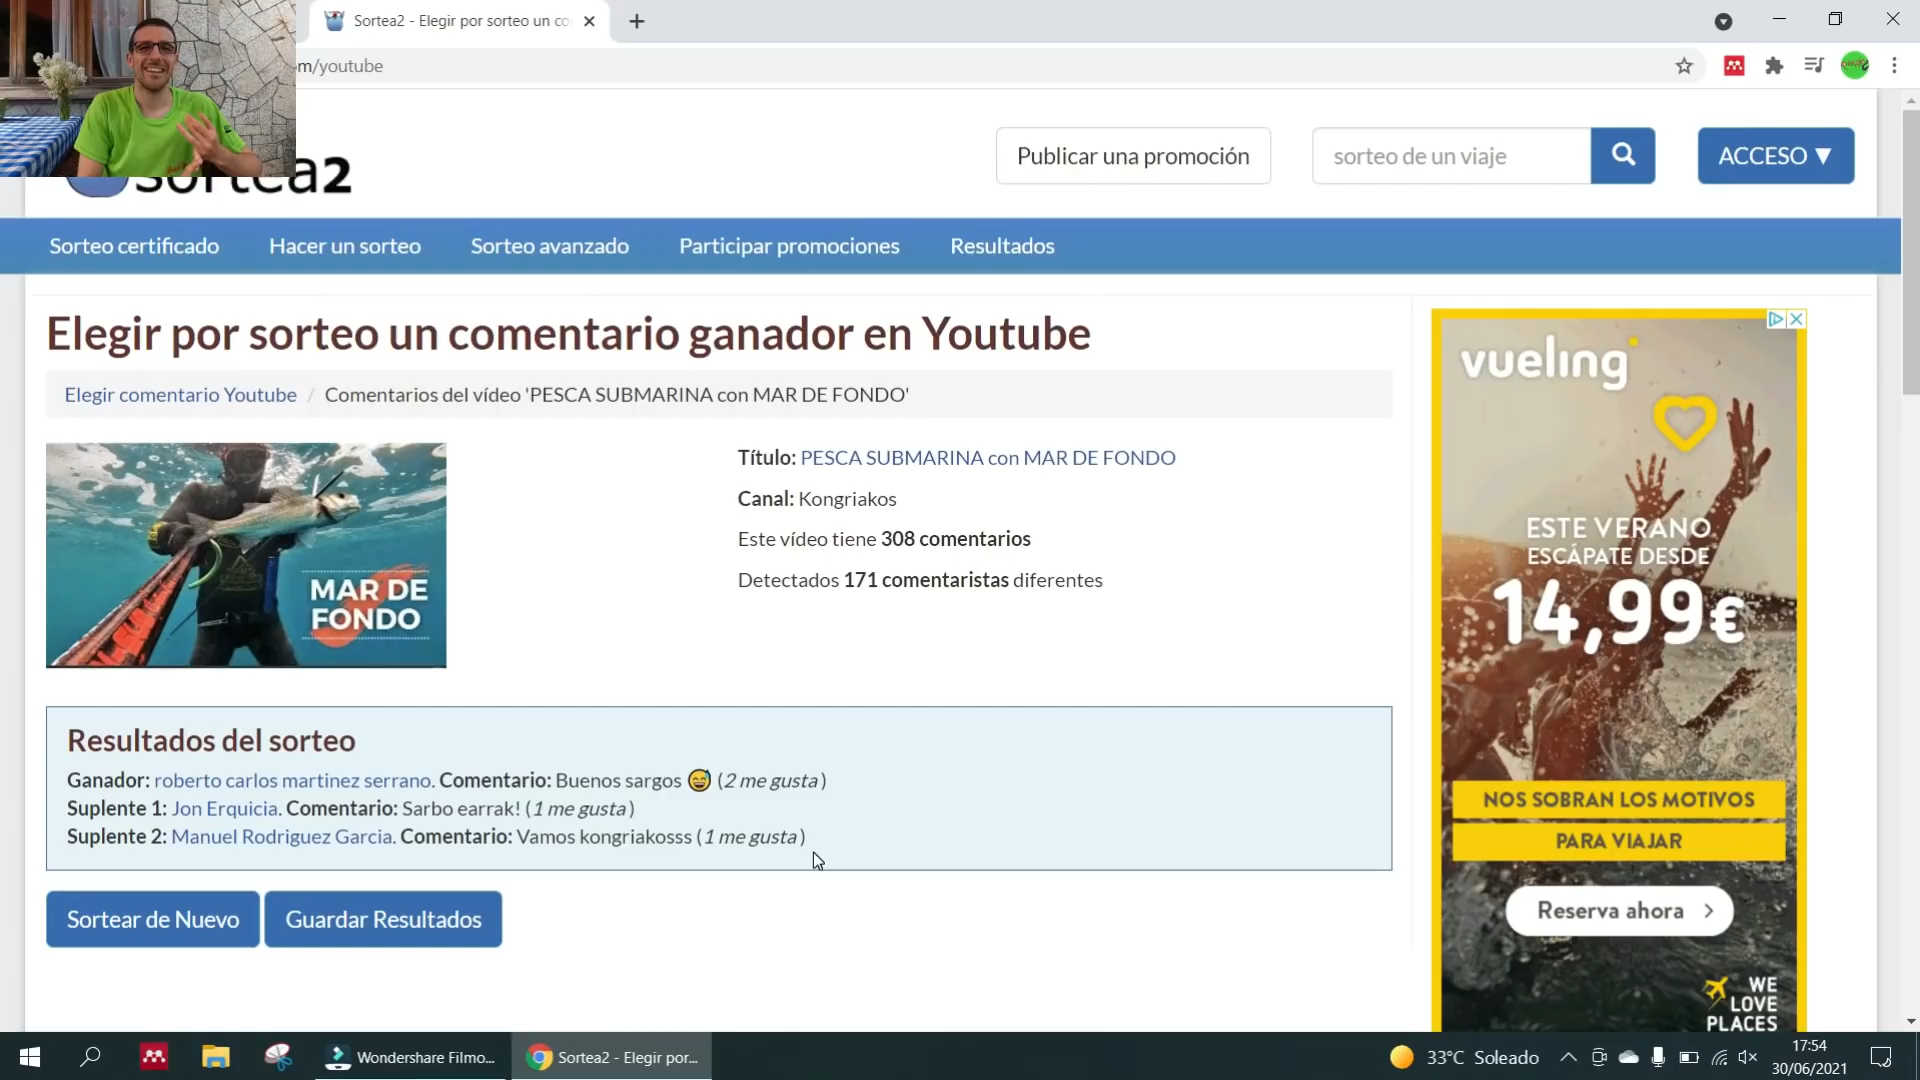 Sortea2 - Elegir por sorteo un co
m/youtube
sortea2
Publicar una promoción
sorteo de un viaje
ACCESO ▼
Sorteo certificado
Hacer un sorteo
Sorteo avanzado
Participar promociones
Resultados
Elegir por sorteo un comentario ganador en Youtube
Elegir comentario Youtube / Comentarios del vídeo 'PESCA SUBMARINA con MAR DE FONDO'
MAR DE
FONDO
Título: PESCA SUBMARINA con MAR DE FONDO
Canal: Kongriakos
Este vídeo tiene 308 comentarios
Detectados 171 comentaristas diferentes
Resultados del sorteo
Ganador: roberto carlos martinez serrano. Comentario: Buenos sargos 😅 (2 me gusta)
Suplente 1: Jon Erquicia. Comentario: Sarbo earrak! (1 me gusta)
Suplente 2: Manuel Rodriguez Garcia. Comentario: Vamos kongriakosss (1 me gusta)
Sortear de Nuevo
Guardar Resultados
vueling
ESTE VERANO
ESCÁPATE DESDE
14,99€
NOS SOBRAN LOS MOTIVOS
PARA VIAJAR
Reserva ahora
WE
LOVE
PLACES
Wondershare Filmo...
Sortea2 - Elegir por...
33°C Soleado
17:54
30/06/2021